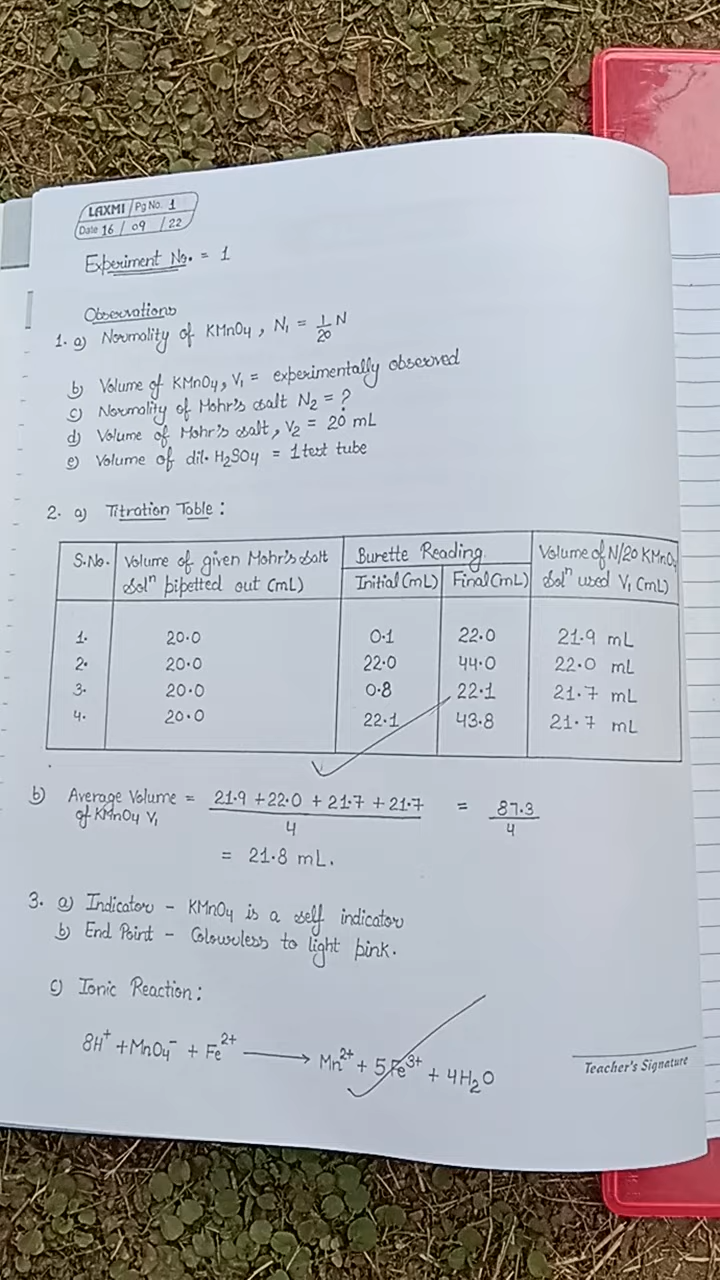 LAXMI Pg No. 1
Date 16 / 09 / 22
Experiment No. = 1
Observations
1. a) Normality of KMnO4, N1 = 1/20 N
b) Volume of KMnO4, V1 = experimentally observed
c) Normality of Mohr's salt N2 = ?
d) Volume of Mohr's salt, V2 = 20 mL
e) Volume of dil. H2SO4 = 1 test tube
2. a) Titration Table :
S.No. Volume of given Mohr's salt Burette Reading Volume of N/20 KMnO4
Solⁿ pipetted out (mL) Initial (mL) Final (mL) Solⁿ used V1 (mL)
1. 20.0 0.1 22.0 21.9 mL
2. 20.0 22.0 44.0 22.0 mL
3. 20.0 0.8 22.1 21.7 mL
4. 20.0 22.1 43.8 21.7 mL
b) Average Volume = 21.9 + 22.0 + 21.7 + 21.7 / 4 = 87.3 / 4
of KMnO4 V1
= 21.8 mL.
3. a) Indicator - KMnO4 is a self indicator
b) End Point - Colourless to light pink.
c) Ionic Reaction :
8H⁺ + MnO4⁻ + Fe²⁺ ⟶ Mn²⁺ + 5Fe³⁺ + 4H2O
Teacher's Signature